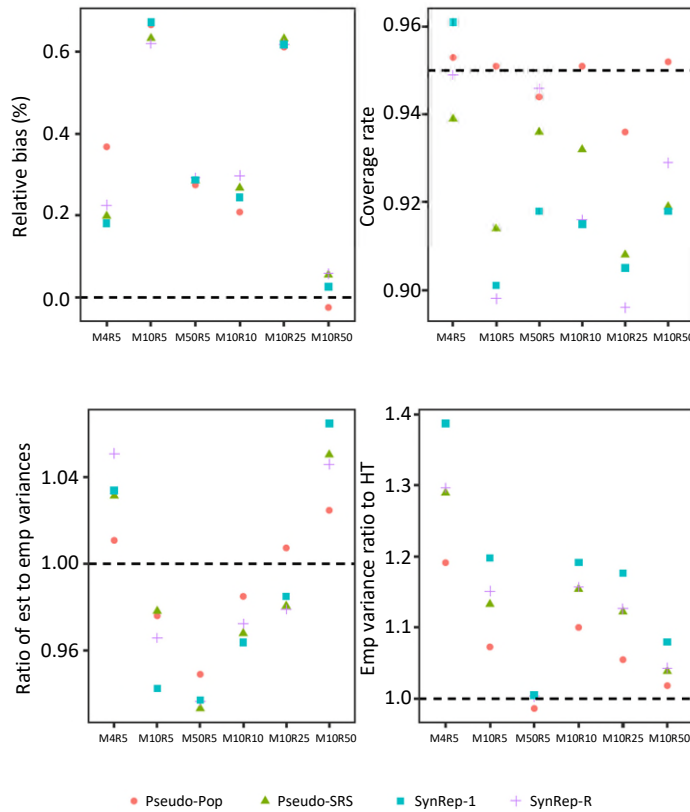 Relative bias (%)
0.6
0.4
0.2
0.0
M4R5 M10R5 M50R5 M10R10 M10R25 M10R50
Coverage rate
0.96
0.94
0.92
0.90
M4R5 M10R5 M50R5 M10R10 M10R25 M10R50
Ratio of est to emp variances
1.04
1.00
0.96
M4R5 M10R5 M50R5 M10R10 M10R25 M10R50
Emp variance ratio to HT
1.4
1.3
1.2
1.1
1.0
M4R5 M10R5 M50R5 M10R10 M10R25 M10R50
Pseudo-Pop Pseudo-SRS SynRep-1 SynRep-R